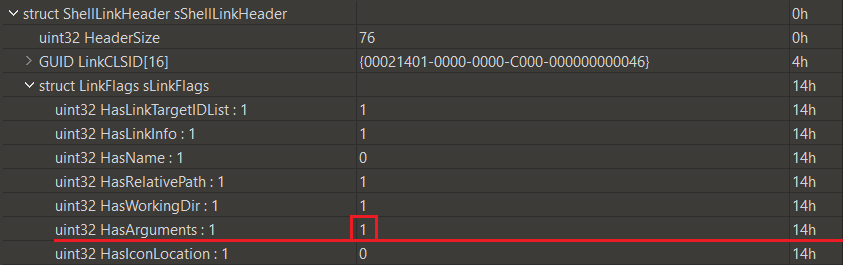 struct ShellLinkHeader sShellLinkHeader 0h
uint32 HeaderSize 76 0h
GUID LinkCLSID[16] {00021401-0000-0000-C000-000000000046} 4h
struct LinkFlags sLinkFlags 14h
uint32 HasLinkTargetIDList : 1 1 14h
uint32 HasLinkInfo : 1 1 14h
uint32 HasName : 1 0 14h
uint32 HasRelativePath : 1 1 14h
uint32 HasWorkingDir : 1 1 14h
uint32 HasArguments : 1 1 14h
uint32 HasIconLocation : 1 0 14h